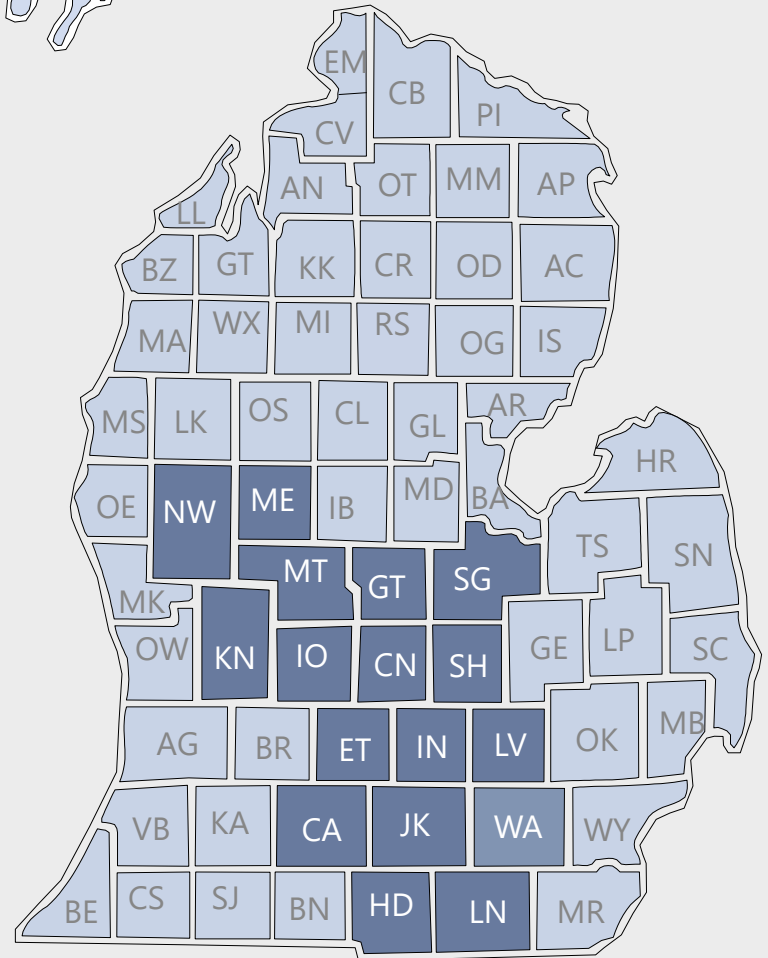 EM
CB
PI
CV
AN
OT
MM
AP
LL
BZ
GT
KK
CR
OD
AC
MA
WX
MI
RS
OG
IS
MS
LK
OS
CL
GL
AR
HR
OE
NW
ME
IB
MD
BA
TS
SN
MK
MT
GT
SG
OW
KN
IO
CN
SH
GE
LP
SC
AG
BR
ET
IN
LV
OK
MB
VB
KA
CA
JK
WA
WY
BE
CS
SJ
BN
HD
LN
MR